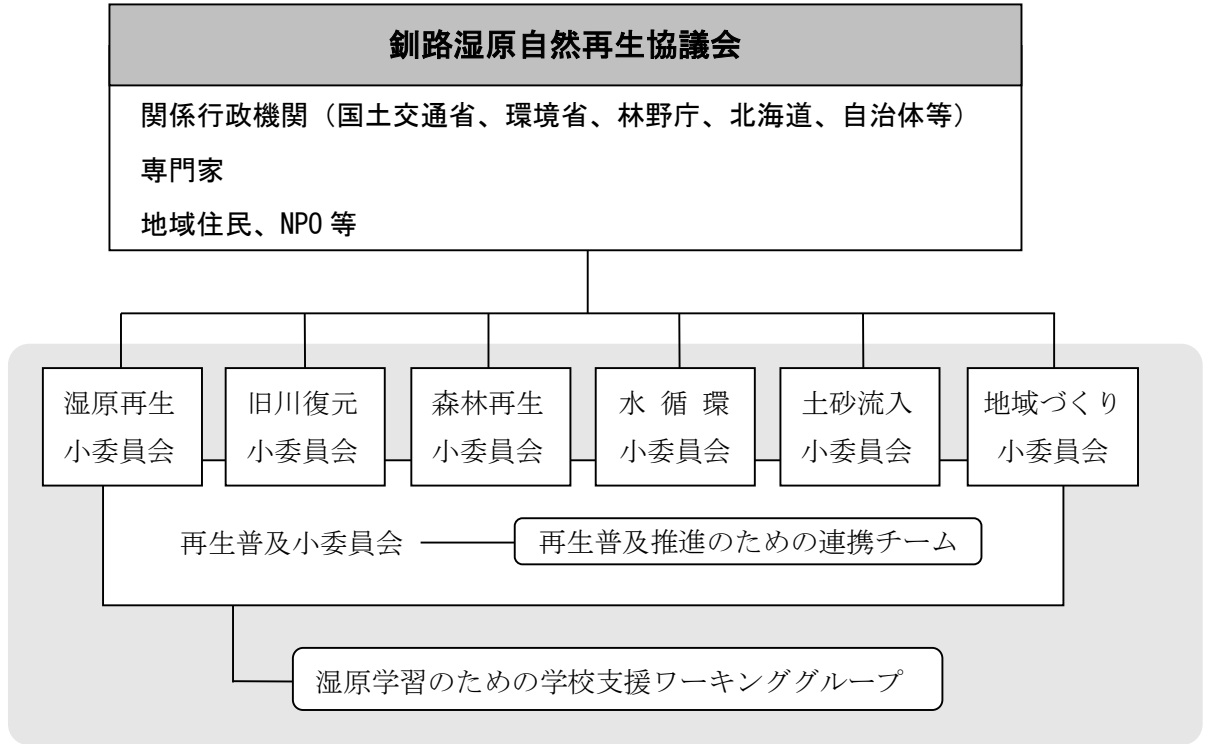 釧路湿原自然再生協議会
関係行政機関（国土交通省、環境省、林野庁、北海道、自治体等）
専門家
地域住民、NPO 等
湿原再生
小委員会
旧川復元
小委員会
森林再生
小委員会
水 循 環
小委員会
土砂流入
小委員会
地域づくり
小委員会
再生普及小委員会
再生普及推進のための連携チーム
湿原学習のための学校支援ワーキンググループ